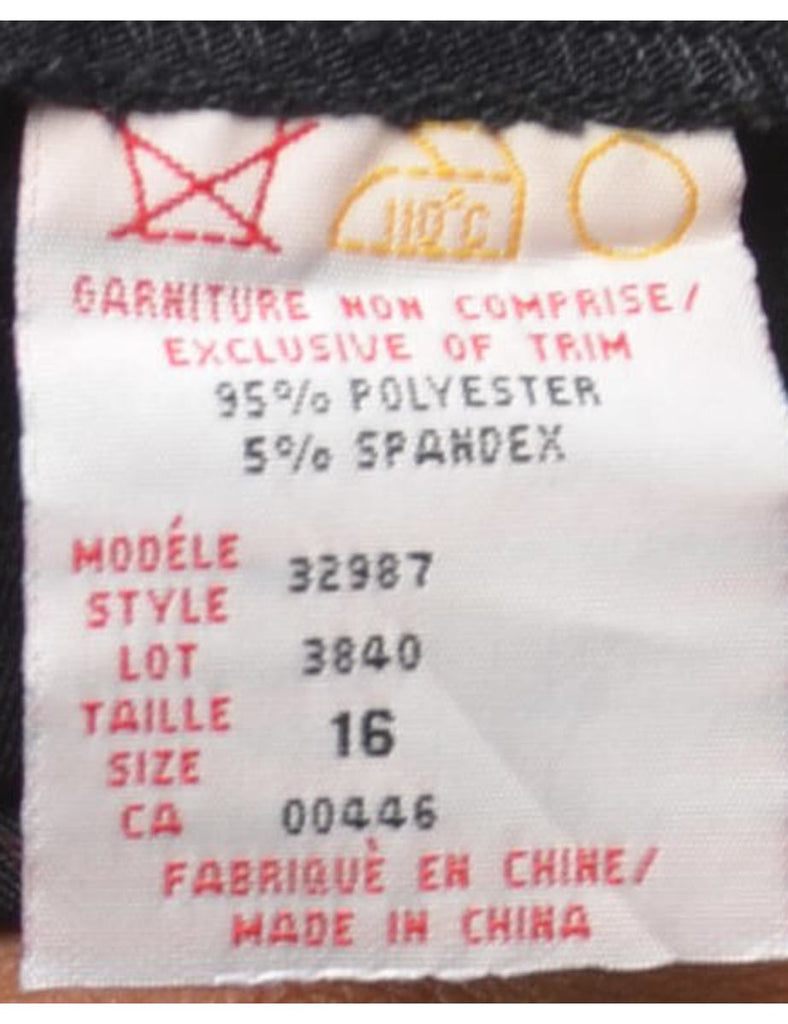 110°C
GARNITURE NON COMPRISE/
EXCLUSIVE OF TRIM
95% POLYESTER
5% SPANDEX
MODÉLE
STYLE 32987
LOT 3840
TAILLE
SIZE 16
CA 00446
FABRIQUÈ EN CHINE/
MADE IN CHINA